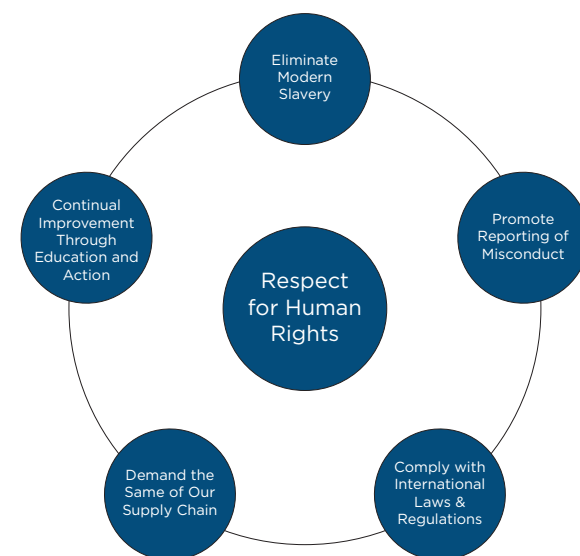 Eliminate
Modern
Slavery
Promote
Reporting of
Misconduct
Comply with
International
Laws &
Regulations
Demand the
Same of Our
Supply Chain
Continual
Improvement
Through
Education and
Action
Respect
for Human
Rights